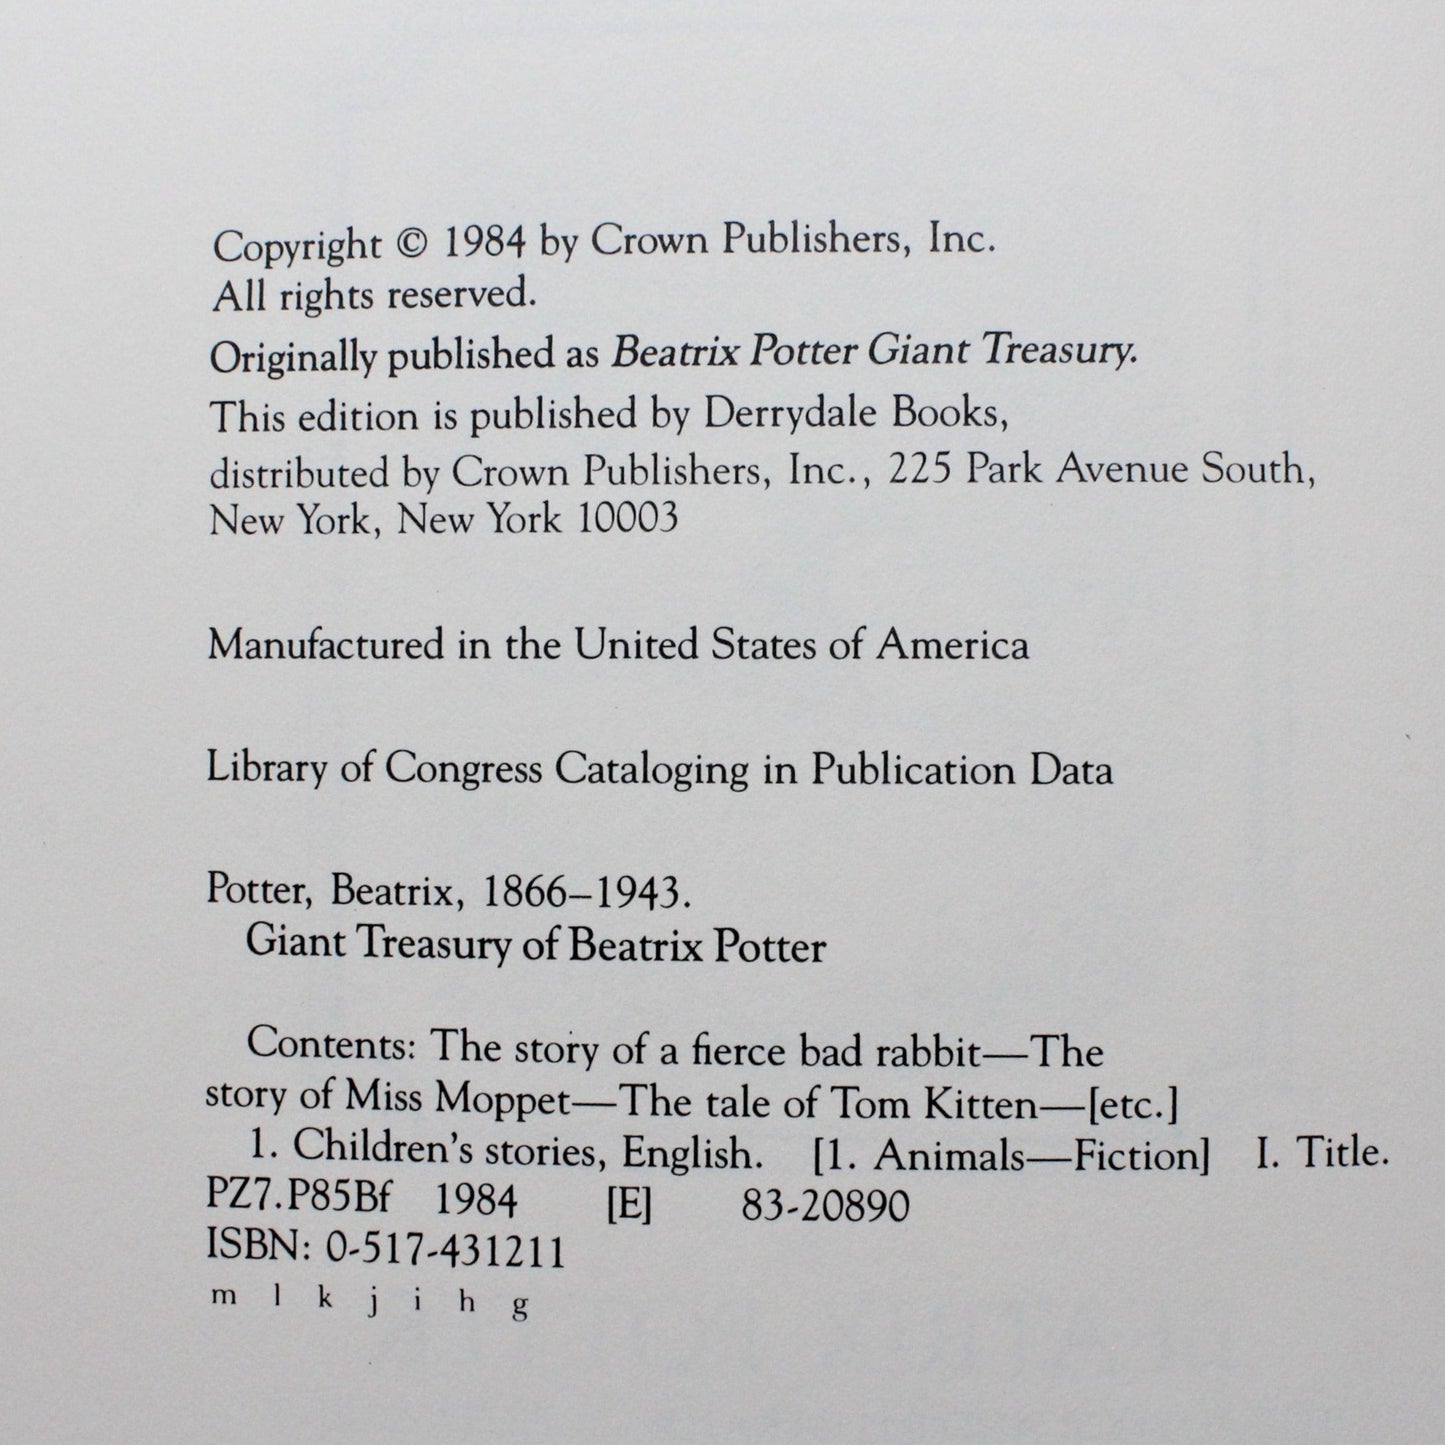 Copyright © 1984 by Crown Publishers, Inc.
All rights reserved.
Originally published as Beatrix Potter Giant Treasury.
This edition is published by Derrydale Books,
distributed by Crown Publishers, Inc., 225 Park Avenue South,
New York, New York 10003
Manufactured in the United States of America
Library of Congress Cataloging in Publication Data
Potter, Beatrix, 1866–1943.
Giant Treasury of Beatrix Potter
Contents: The story of a fierce bad rabbit—The
story of Miss Moppet—The tale of Tom Kitten—[etc.]
1. Children's stories, English. [1. Animals—Fiction] I. Title.
PZ7.P85Bf 1984 [E] 83-20890
ISBN: 0-517-431211
m l k j i h g